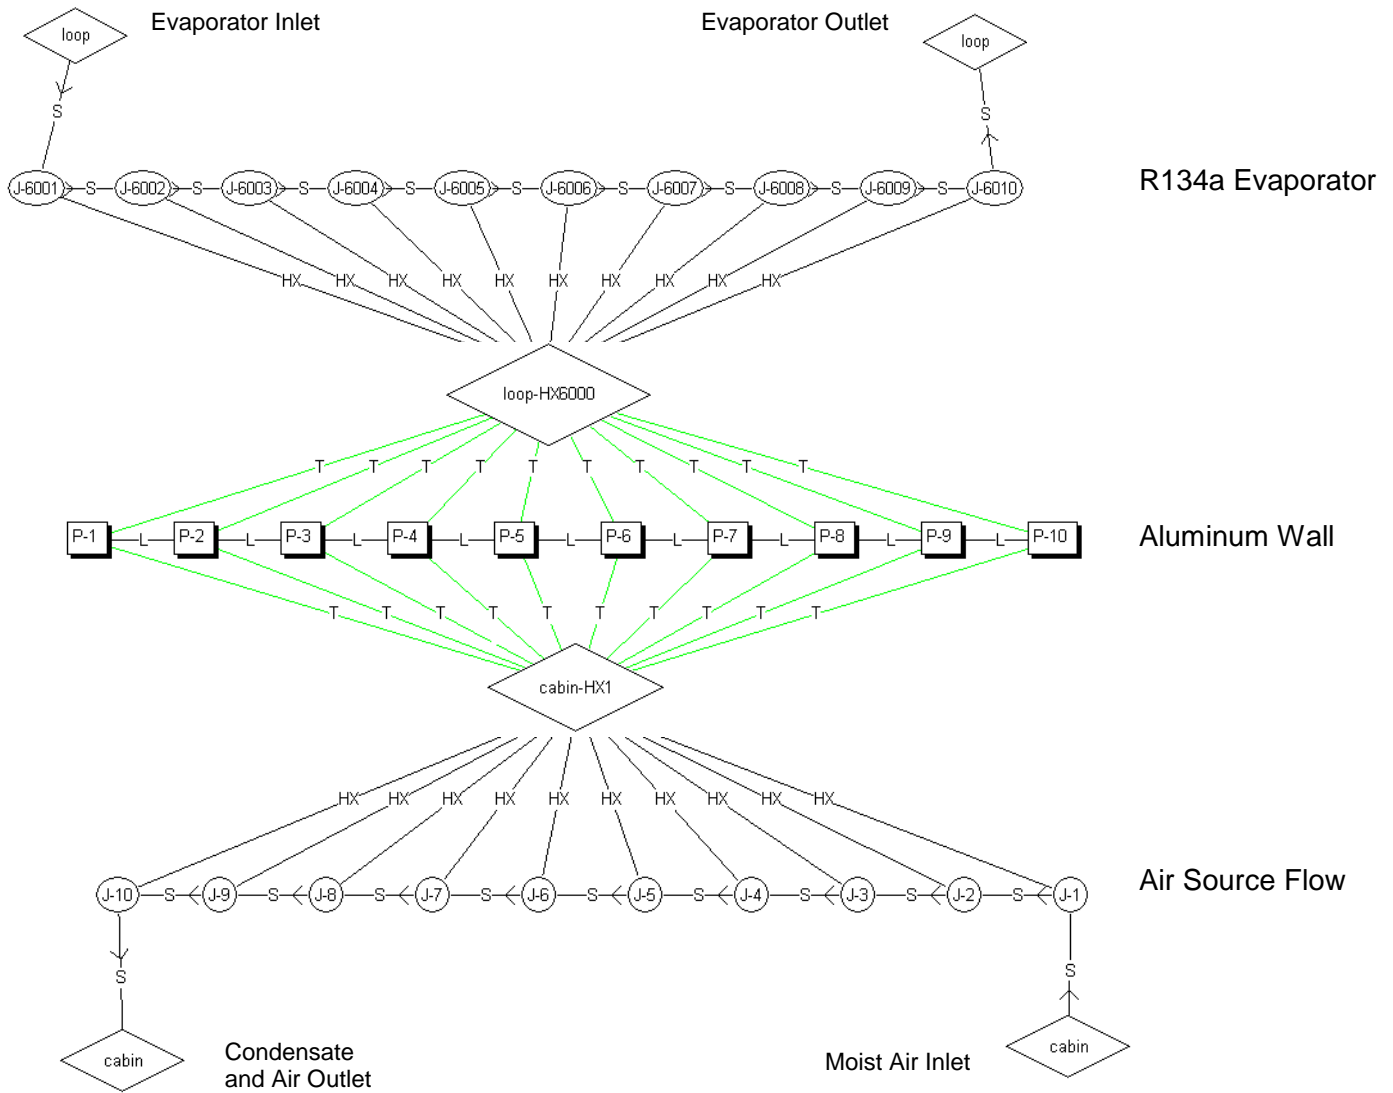 Evaporator Inlet
Evaporator Outlet
loop
loop
S
S
J-6001 S J-6002 S J-6003 S J-6004 S J-6005 S J-6006 S J-6007 S J-6008 S J-6009 S J-6010
R134a Evaporator
HX HX HX HX HX HX HX HX HX HX
loop-HX6000
T T T T T T T T T T
P-1 L P-2 L P-3 L P-4 L P-5 L P-6 L P-7 L P-8 L P-9 L P-10
Aluminum Wall
T T T T T T T T T T
cabin-HX1
HX HX HX HX HX HX HX HX HX HX
J-10 S J-9 S J-8 S J-7 S J-6 S J-5 S J-4 S J-3 S J-2 S J-1
Air Source Flow
S
S
cabin
Condensate
and Air Outlet
Moist Air Inlet
cabin